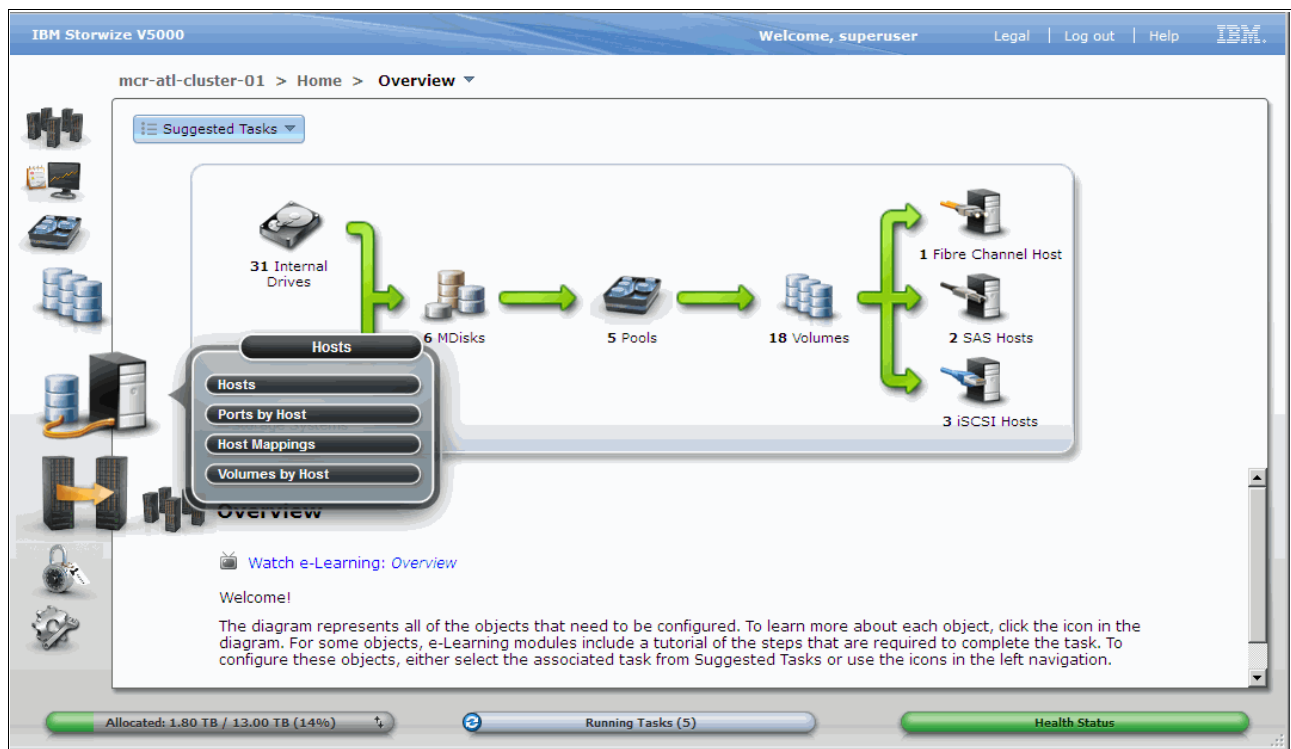 IBM Storwize V5000
Welcome, superuser
Legal | Log out | Help
IBM.
mcr-atl-cluster-01 > Home > Overview
Suggested Tasks
31 Internal
Drives
6 MDisks
5 Pools
18 Volumes
1 Fibre Channel Host
2 SAS Hosts
3 iSCSI Hosts
Hosts
Hosts
Ports by Host
Host Mappings
Volumes by Host
Overview
Watch e-Learning: Overview
Welcome!
The diagram represents all of the objects that need to be configured. To learn more about each object, click the icon in the
diagram. For some objects, e-Learning modules include a tutorial of the steps that are required to complete the task. To
configure these objects, either select the associated task from Suggested Tasks or use the icons in the left navigation.
Allocated: 1.80 TB / 13.00 TB (14%)
Running Tasks (5)
Health Status